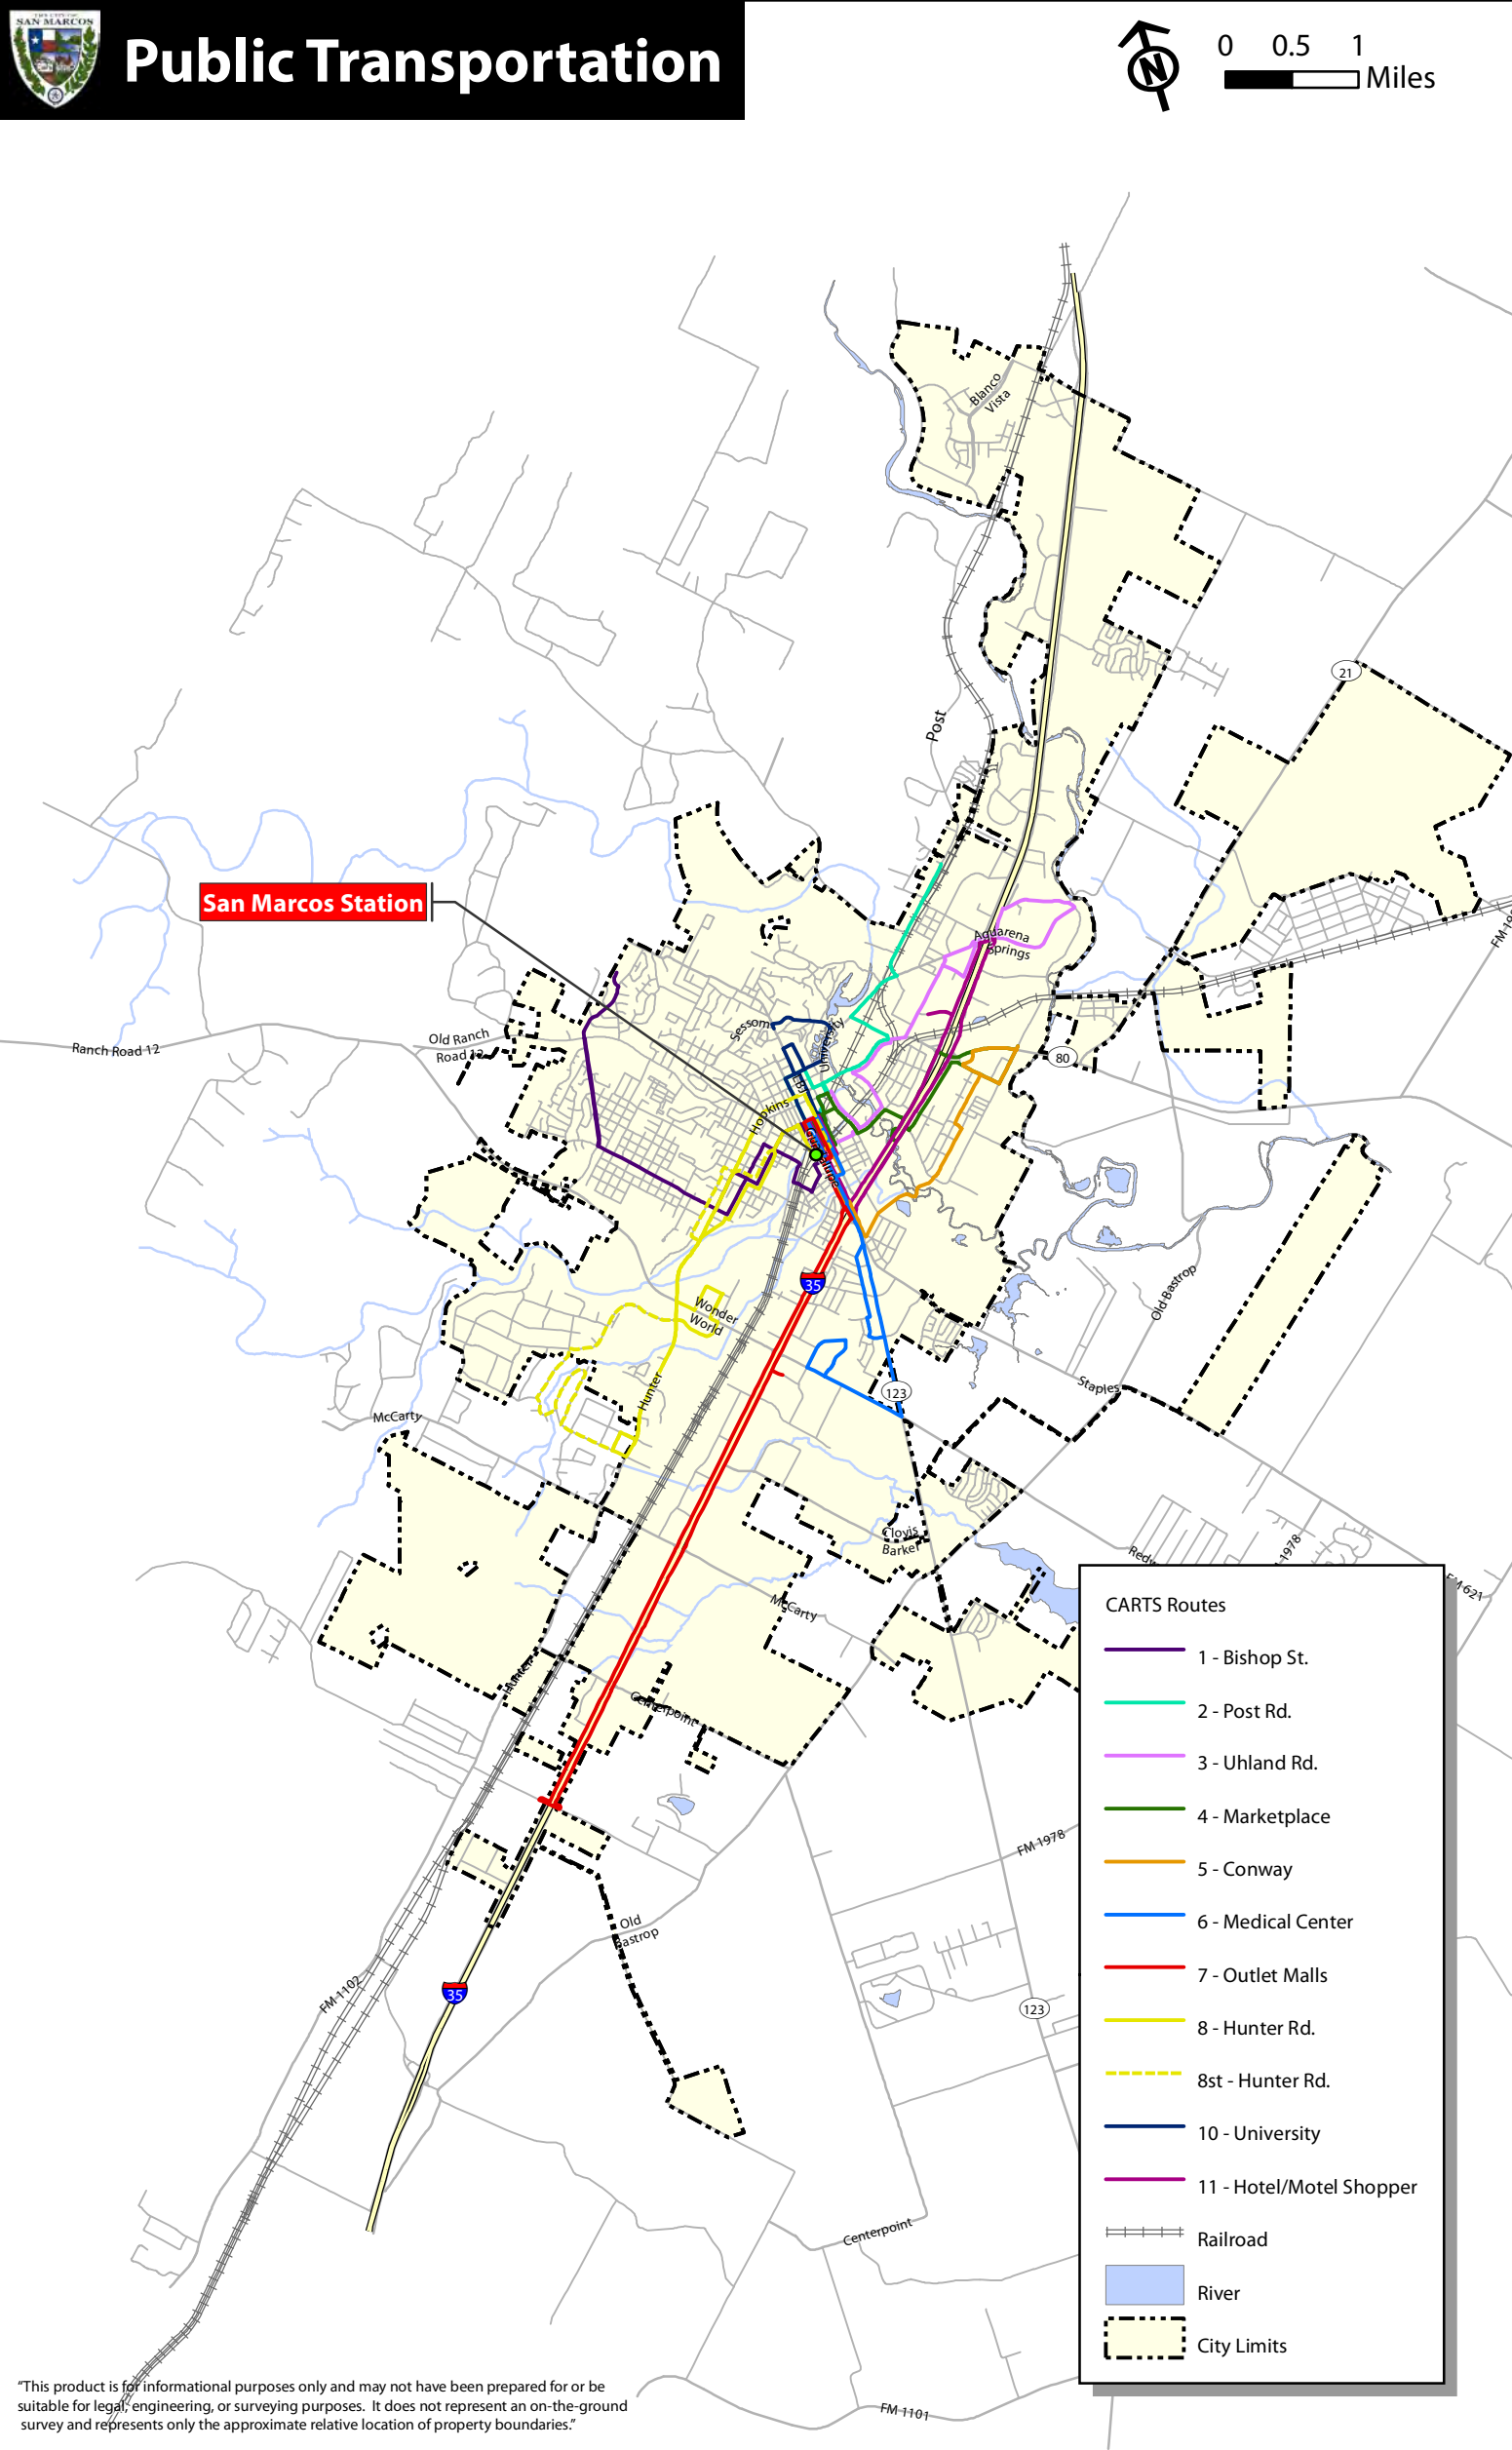 THE CITY OF
SAN MARCOS
Public Transportation
N
0 0.5 1
Miles
Blanco
Vista
21
Post
San Marcos Station
Aquarena
Springs
FM-19
Old Ranch
Road 12
Ranch Road 12
Sessom
University
80
LBJ
Hopkins
Guadalupe
35
Old Bastrop
Wonder
World
Hunter
123
Staples
McCarty
Clovis
Barker
Redw
-1978
FM 621
McCarty
Hunter
Centerpoint
FM 1978
Old
Bastrop
FM 1102
35
123
Centerpoint
FM 1101
CARTS Routes
1 - Bishop St.
2 - Post Rd.
3 - Uhland Rd.
4 - Marketplace
5 - Conway
6 - Medical Center
7 - Outlet Malls
8 - Hunter Rd.
8st - Hunter Rd.
10 - University
11 - Hotel/Motel Shopper
Railroad
River
City Limits
"This product is for informational purposes only and may not have been prepared for or be
suitable for legal, engineering, or surveying purposes. It does not represent an on-the-ground
survey and represents only the approximate relative location of property boundaries."